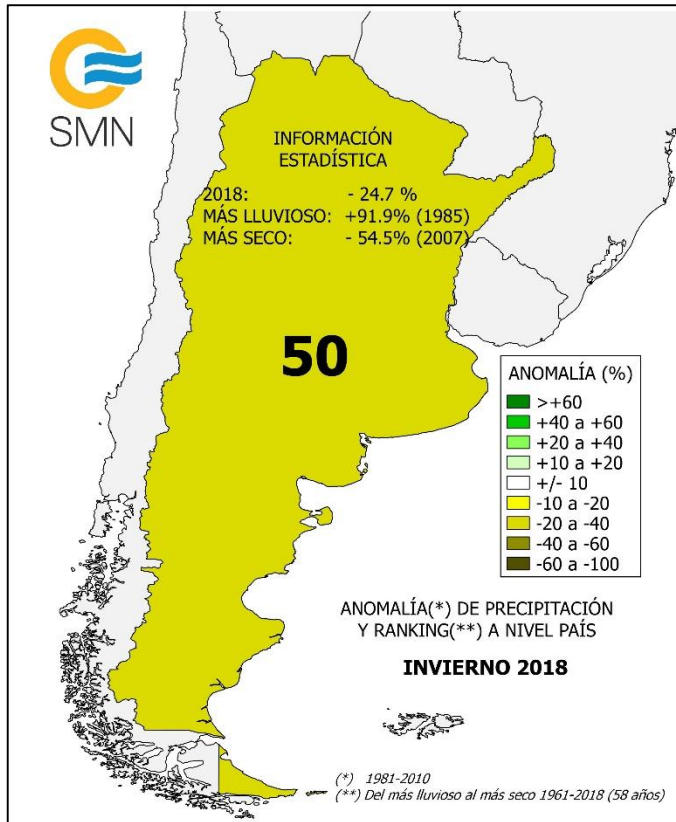 SMN
INFORMACIÓN
ESTADÍSTICA
2018: - 24.7 %
MÁS LLUVIOSO: +91.9% (1985)
MÁS SECO: - 54.5% (2007)
50
ANOMALÍA (%)
>+60
+40 a +60
+20 a +40
+10 a +20
+/- 10
-10 a -20
-20 a -40
-40 a -60
-60 a -100
ANOMALÍA(*) DE PRECIPITACIÓN
Y RANKING(**) A NIVEL PAÍS
INVIERNO 2018
(*) 1981-2010
(**) Del más lluvioso al más seco 1961-2018 (58 años)